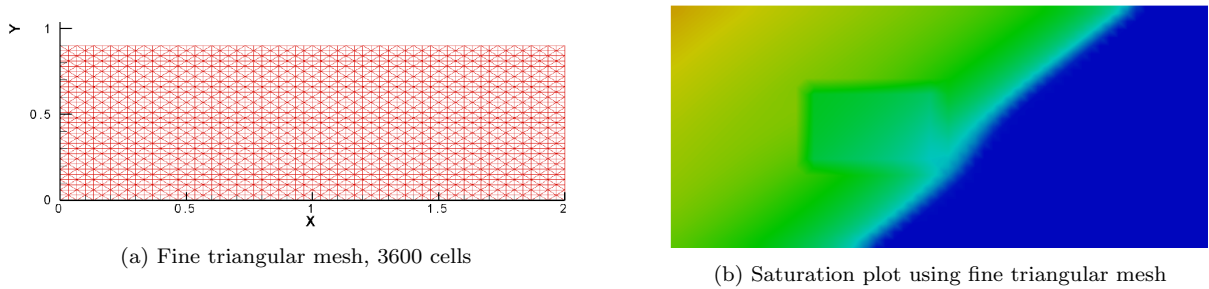 Y
1
0.5
0
0
0.5
1
1.5
2
X
(a) Fine triangular mesh, 3600 cells
(b) Saturation plot using fine triangular mesh